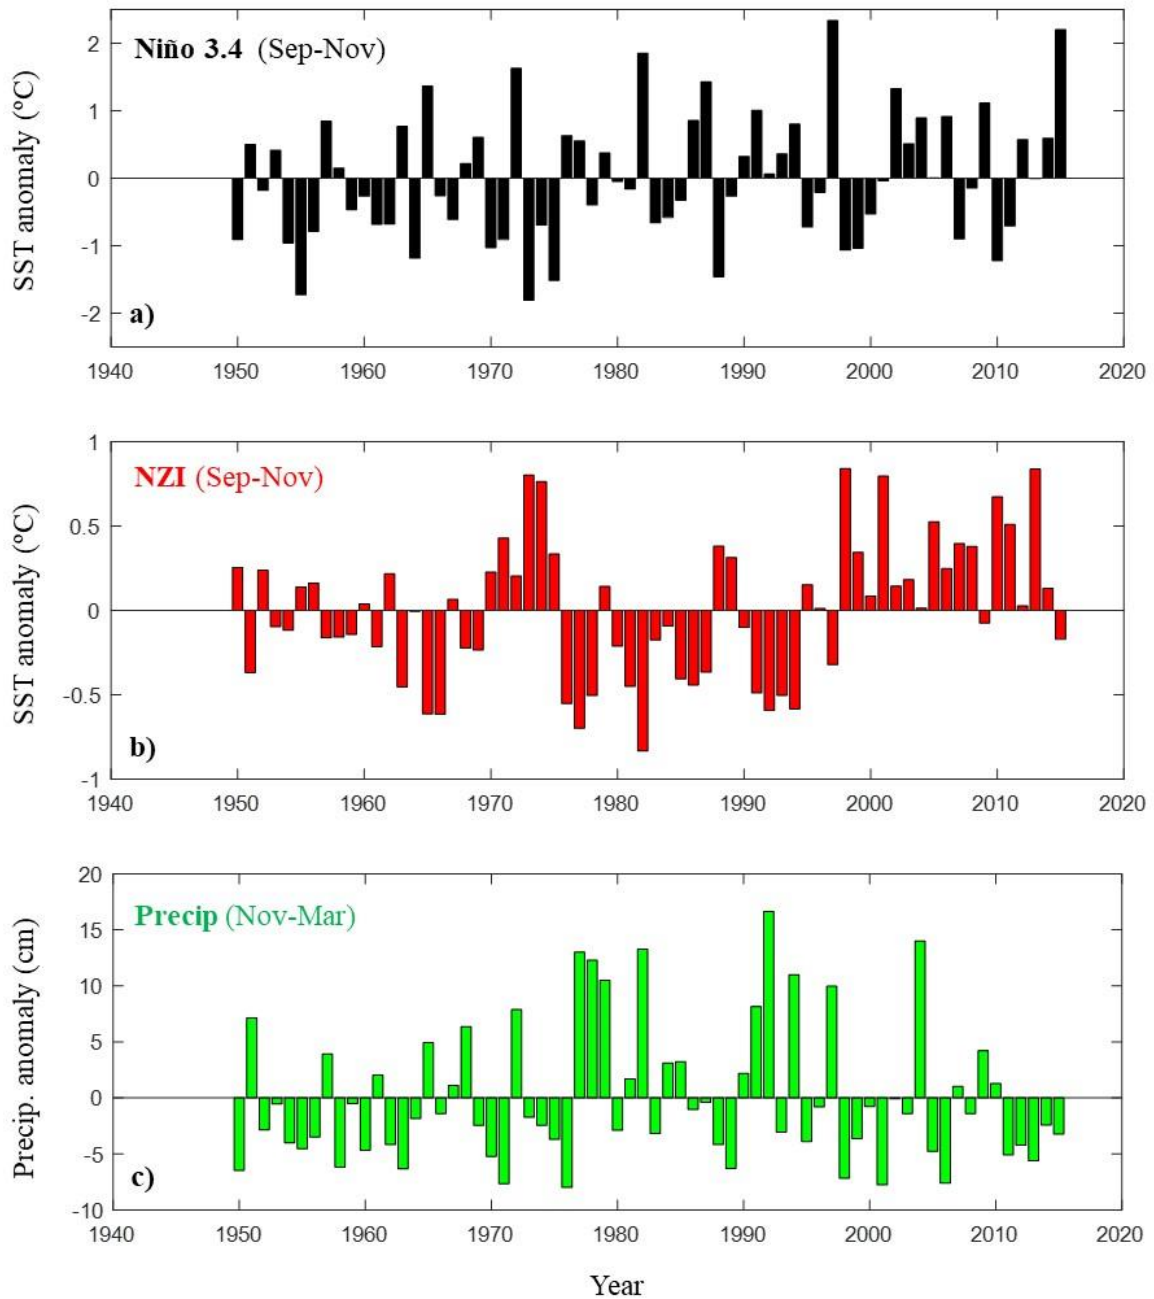 Niño 3.4 (Sep-Nov)
SST anomaly (ºC)
2
1
0
-1
-2
a)
1940 1950 1960 1970 1980 1990 2000 2010 2020
NZI (Sep-Nov)
SST anomaly (ºC)
1
0.5
0
-0.5
-1
b)
1940 1950 1960 1970 1980 1990 2000 2010 2020
Precip (Nov-Mar)
Precip. anomaly (cm)
20
15
10
5
0
-5
-10
c)
1940 1950 1960 1970 1980 1990 2000 2010 2020
Year